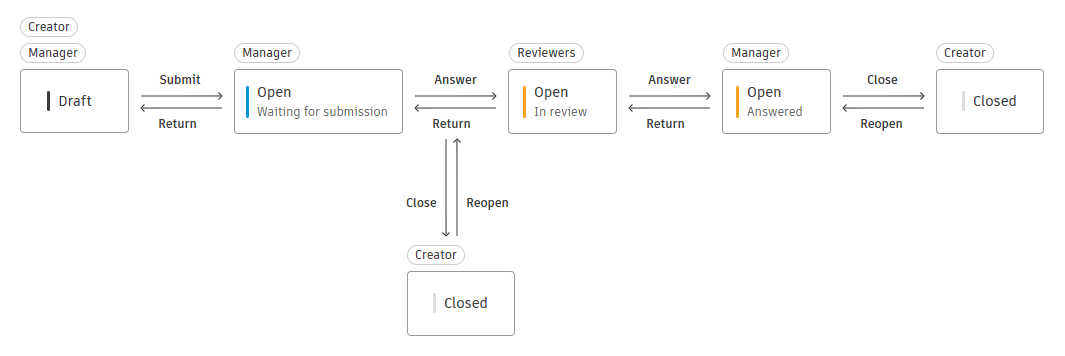 Creator
Manager
Draft
Submit
Return
Manager
Open
Waiting for submission
Answer
Return
Reviewers
Open
In review
Answer
Return
Manager
Open
Answered
Close
Reopen
Creator
Closed
Close
Reopen
Creator
Closed